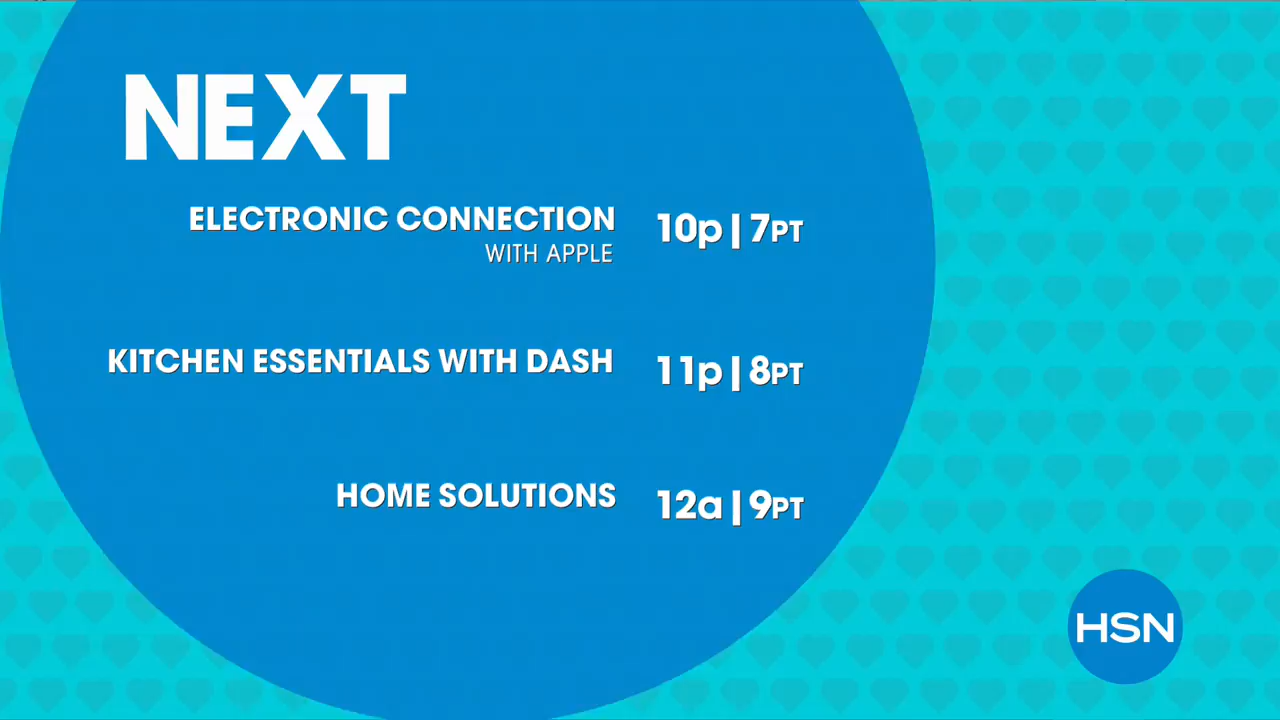 NEXT
ELECTRONIC CONNECTION 10p | 7PT
WITH APPLE
KITCHEN ESSENTIALS WITH DASH 11p | 8PT
HOME SOLUTIONS 12a | 9PT
HSN